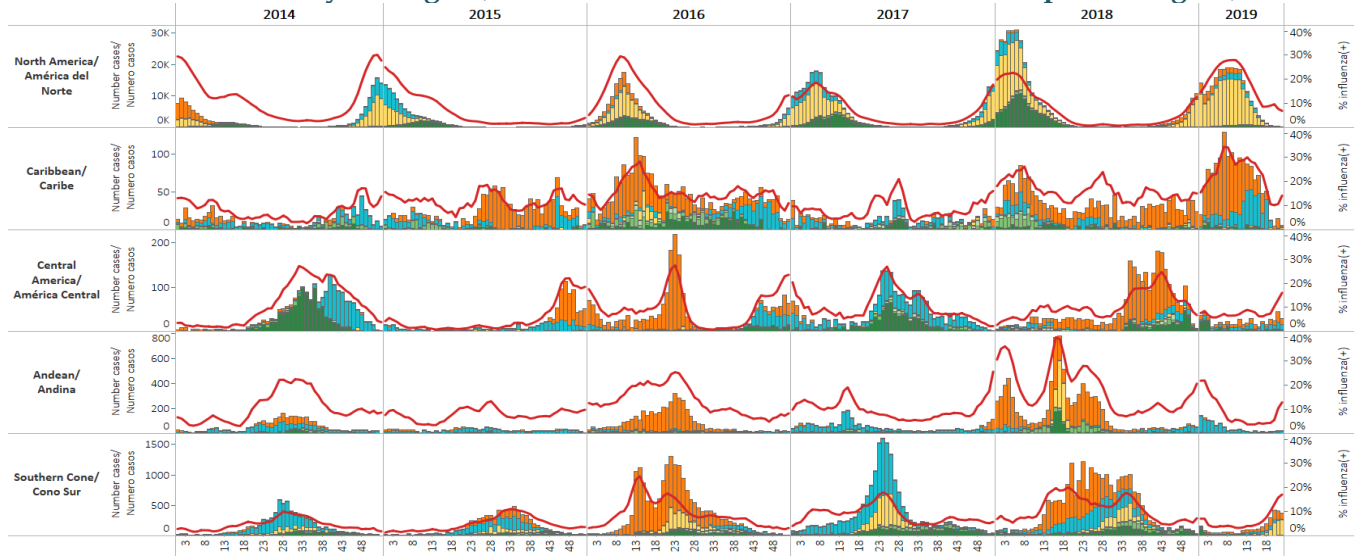 2014 2015 2016 2017 2018 2019
North America/
América del
Norte
Number cases/
Numero casos
30K
20K
10K
0K
40%
30%
20%
10%
0%
% influenza(+)
Caribbean/
Caribe
Number cases/
Numero casos
100
50
0
40%
30%
20%
10%
0%
% influenza(+)
Central
America/
América Central
Number cases/
Numero casos
200
100
0
40%
30%
20%
10%
0%
% influenza(+)
Andean/
Andina
Number cases/
Numero casos
800
600
400
200
0
40%
30%
20%
10%
0%
% influenza(+)
Southern Cone/
Cono Sur
Number cases/
Numero casos
1500
1000
500
0
40%
30%
20%
10%
0%
% influenza(+)
3 8 13 18 23 28 33 38 43 48 3 8 13 18 23 28 33 38 43 48 3 8 13 18 23 28 33 38 43 48 3 8 13 18 23 28 33 38 43 48 3 8 13 18 23 28 33 38 43 48 3 8 13 18